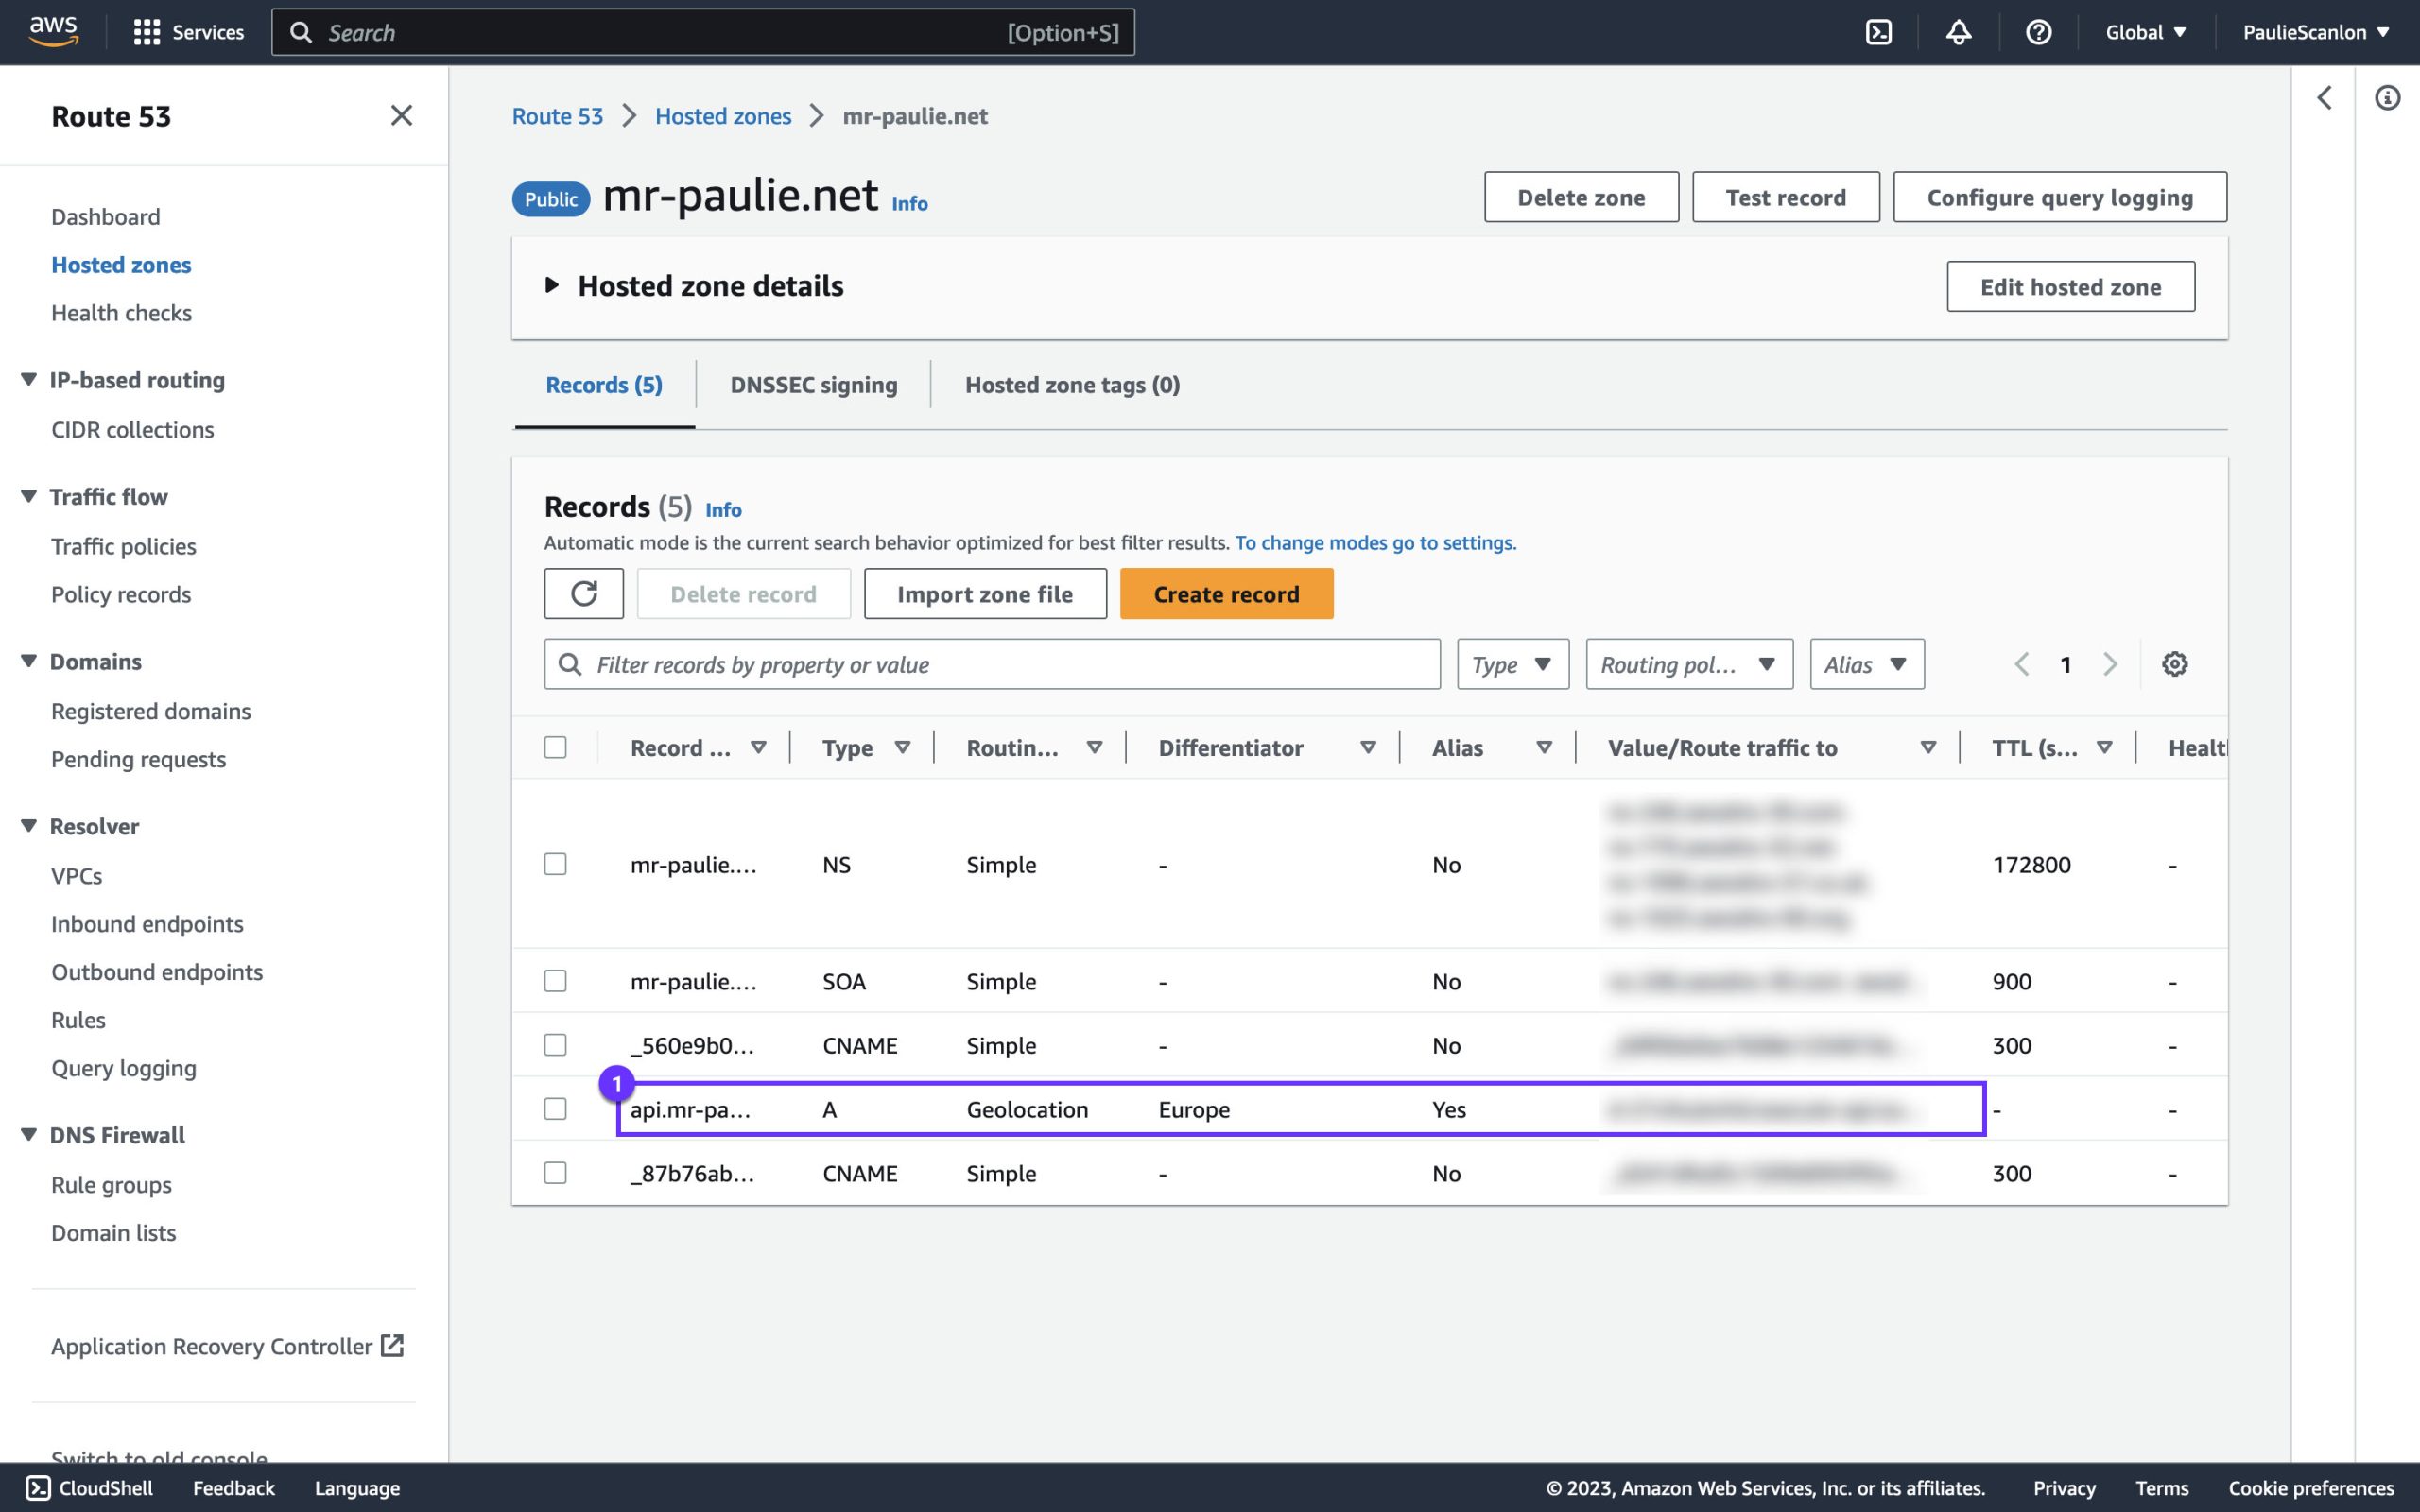 aws
Services
Search
[Option+S]
Global
PaulieScanlon
Route 53
Dashboard
Hosted zones
Health checks
IP-based routing
CIDR collections
Traffic flow
Traffic policies
Policy records
Domains
Registered domains
Pending requests
Resolver
VPCs
Inbound endpoints
Outbound endpoints
Rules
Query logging
DNS Firewall
Rule groups
Domain lists
Application Recovery Controller
Switch to old console
Route 53 > Hosted zones > mr-paulie.net
Public mr-paulie.net Info
Delete zone
Test record
Configure query logging
Hosted zone details
Edit hosted zone
Records (5)
DNSSEC signing
Hosted zone tags (0)
Records (5) Info
Automatic mode is the current search behavior optimized for best filter results. To change modes go to settings.
Delete record
Import zone file
Create record
Filter records by property or value
Type
Routing pol...
Alias
1
Record ... Type Routin... Differentiator Alias Value/Route traffic to TTL (s... Healt
mr-paulie.... NS Simple - No 172800 -
mr-paulie.... SOA Simple - No 900 -
_560e9b0... CNAME Simple - No 300 -
1
api.mr-pa... A Geolocation Europe Yes - -
_87b76ab... CNAME Simple - No 300 -
CloudShell
Feedback
Language
© 2023, Amazon Web Services, Inc. or its affiliates.
Privacy
Terms
Cookie preferences